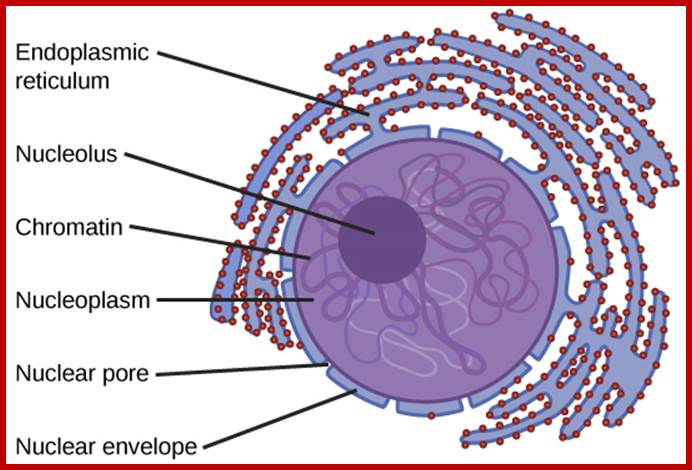 Endoplasmic
reticulum
Nucleolus
Chromatin
Nucleoplasm
Nuclear pore
Nuclear envelope